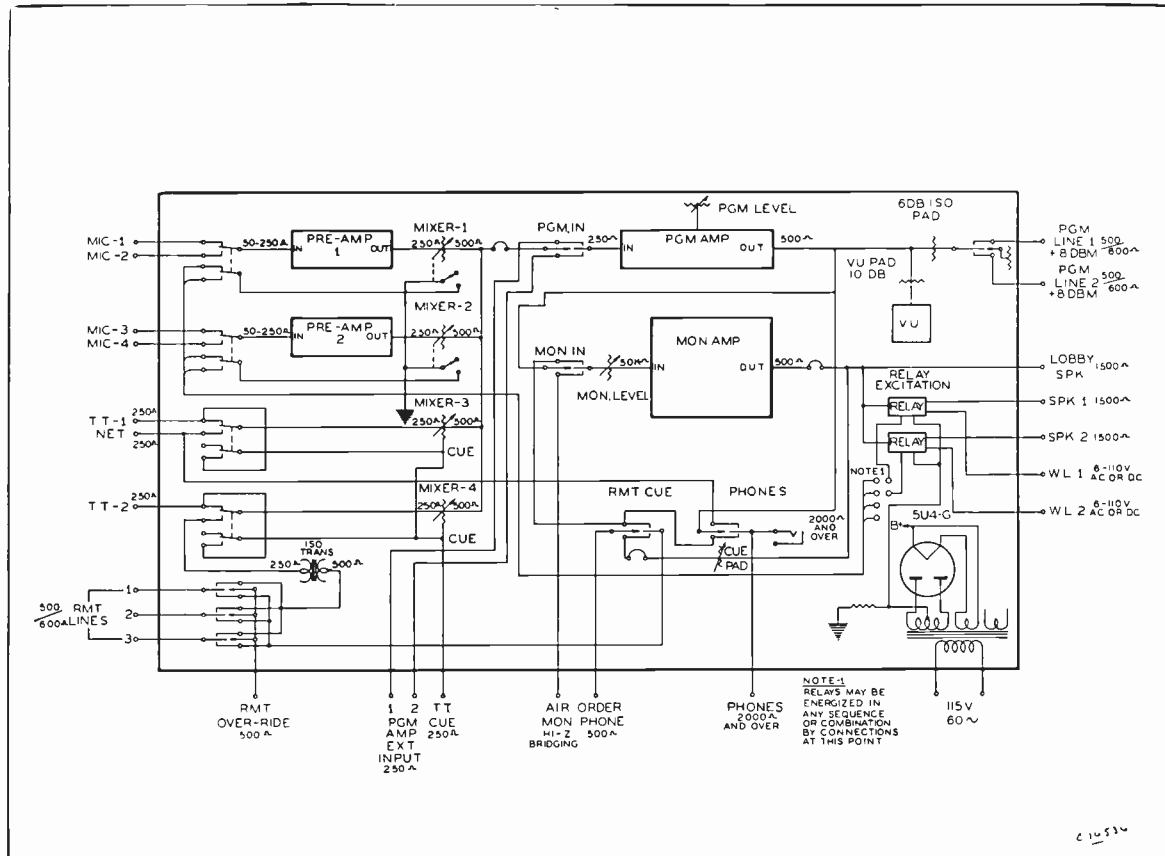 PGM LEVEL
6DB ISO
PAD
MIC-1
MIC-2
50-250Ω
PRE-AMP
1
IN
OUT
MIXER-1
250Ω
500Ω
PGM.IN
250Ω
IN
PGM AMP
OUT
500Ω
VU PAD
10 DB
VU
PGM
LINE 1 500/600Ω
+8DBM
PGM
LINE 2 500/600Ω
+8DBM
MIXER-2
MIC-3
MIC-4
50-250Ω
PRE-AMP
2
IN
OUT
250Ω
500Ω
MON IN
50KΩ
MON. LEVEL
IN
MON AMP
OUT
500Ω
LOBBY
SPK 1500Ω
RELAY
EXCITATION
RELAY
SPK 1 1500Ω
RELAY
SPK 2 1500Ω
MIXER-3
250Ω
500Ω
TT-1 250Ω
NET
250Ω
CUE
NOTE 1
WL 1 6-110V
AC OR DC
WL 2 6-110V
AC OR DC
MIXER-4
TT-2 250Ω
250Ω
500Ω
CUE
RMT CUE
PHONES
2000Ω
AND
OVER
CUE
PAD
5U4-G
B+
ISO
TRANS
250Ω
500Ω
500/600Ω RMT
LINES
1
2
3
RMT
OVER-RIDE
500Ω
1 2
PGM
AMP
EXT
INPUT
250Ω
TT
CUE
250Ω
AIR
MON
HI-Z
BRIDGING
ORDER
PHONE
500Ω
PHONES
2000Ω
AND OVER
NOTE-1
RELAYS MAY BE
ENERGIZED IN
ANY SEQUENCE
OR COMBINATION
BY CONNECTIONS
AT THIS POINT
115V
60~